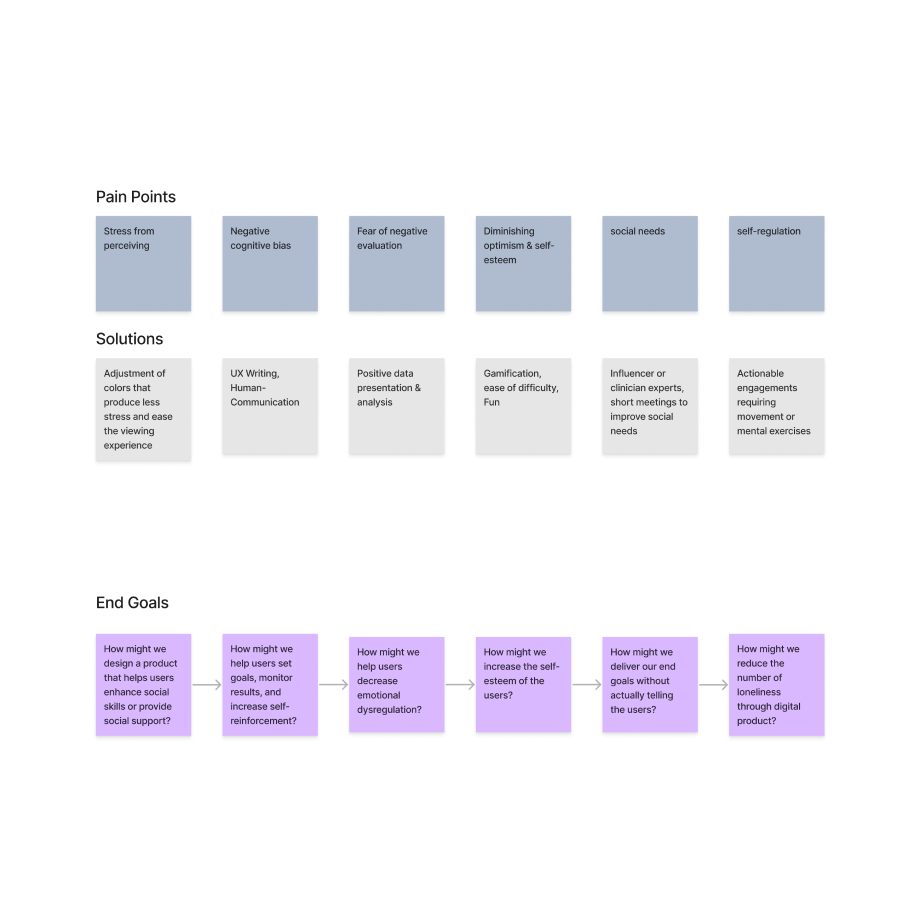 Pain Points
Stress from
perceiving
Negative
cognitive bias
Fear of negative
evaluation
Diminishing
optimism & self-
esteem
social needs
self-regulation
Solutions
Adjustment of
colors that
produce less
stress and ease
the viewing
experience
UX Writing,
Human-
Communication
Positive data
presentation &
analysis
Gamification,
ease of difficulty,
Fun
Influencer or
clinician experts,
short meetings to
improve social
needs
Actionable
engagements
requiring
movement or
mental exercises
End Goals
How might we
design a product
that helps users
enhance social
skills or provide
social support?
How might we
help users set
goals, monitor
results, and
increase self-
reinforcement?
How might we
help users
decrease
emotional
dysregulation?
How might we
increase the self-
esteem of the
users?
How might we
deliver our end
goals without
actually telling
the users?
How might we
reduce the
number of
loneliness
through digital
product?